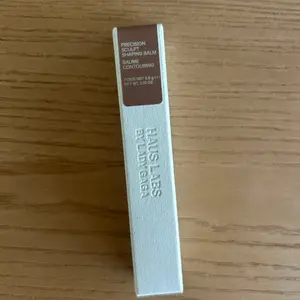 PRECISION
SCULPT
SHAPING BALM
BAUME
CONTOURING
HAUS LABS
BY LADY GAGA